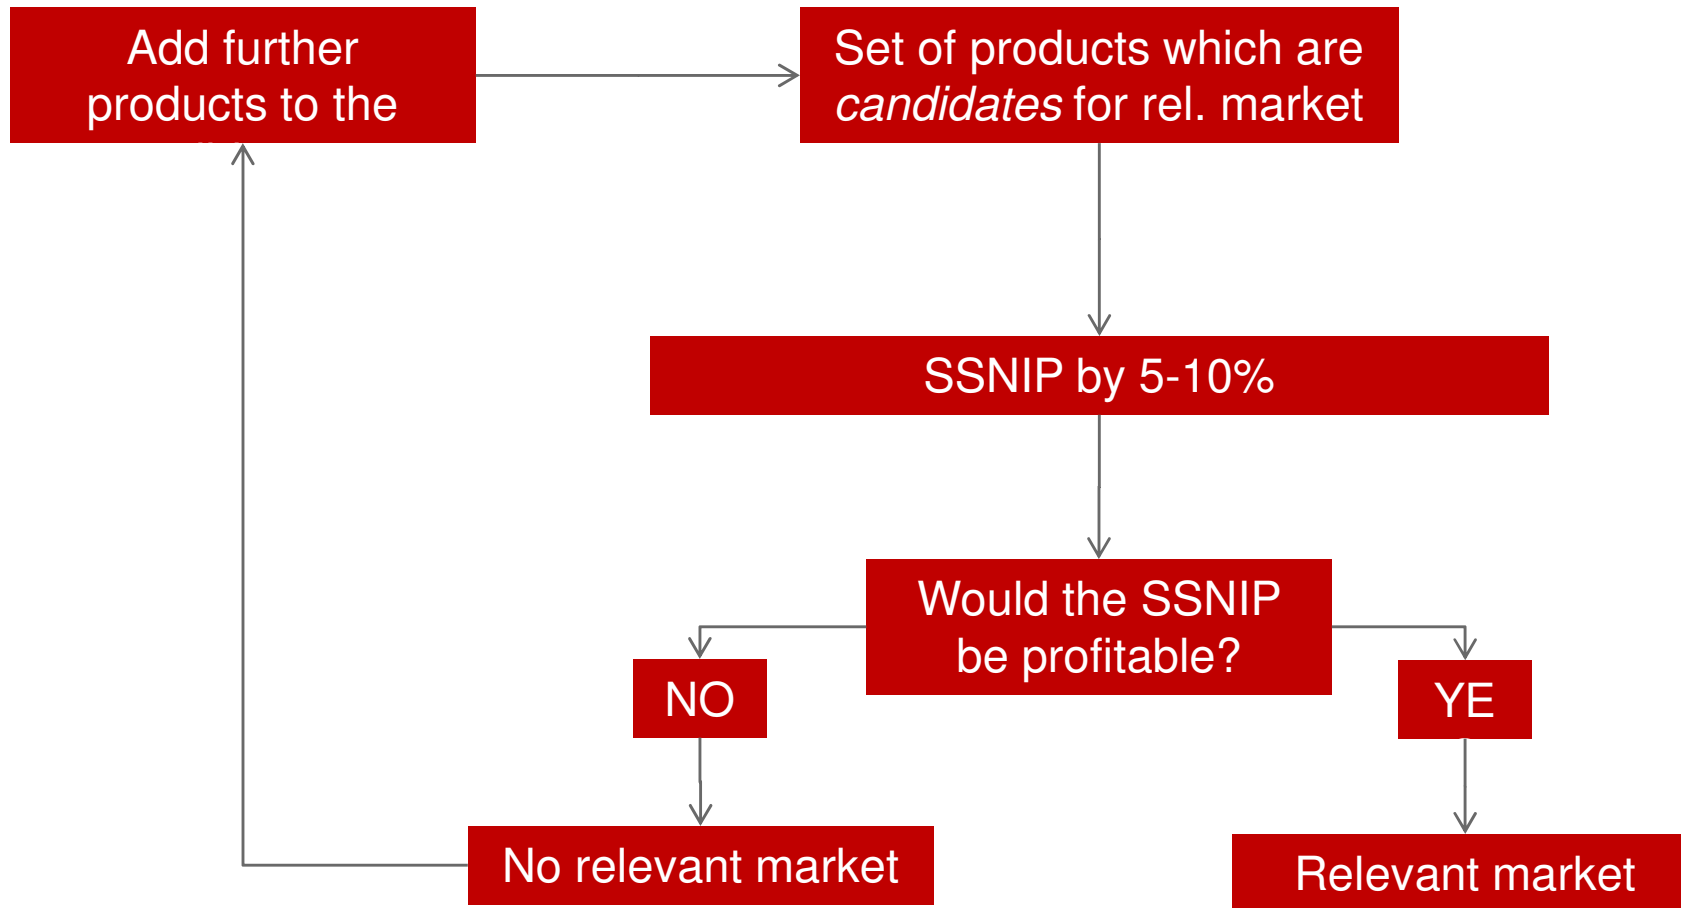 Add further
products to the
Set of products which are
candidates for rel. market
SSNIP by 5-10%
Would the SSNIP
be profitable?
NO
YE
No relevant market
Relevant market